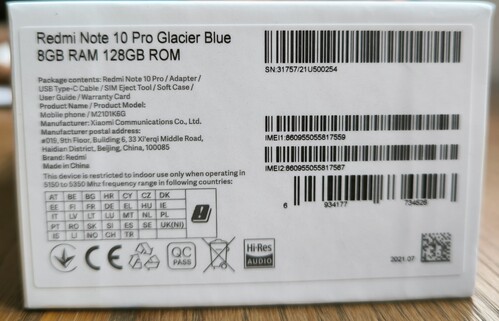 Redmi Note 10 Pro Glacier Blue
8GB RAM 128GB ROM
Package contents: Redmi Note 10 Pro / Adapter /
USB Type-C Cable / SIM Eject Tool / Soft Case /
User Guide / Warranty Card
Product Name / Product Model:
Mobile phone / M2101K6G
Manufacturer: Xiaomi Communications Co., Ltd.
Manufacturer postal address:
#019, 9th Floor, Building 6, 33 Xi'erqi Middle Road,
Haidian District, Beijing, China, 100085
Brand: Redmi
Made in China
This device is restricted to indoor use only when operating in
5150 to 5350 Mhz frequency range in following countries:
AT BE BG HR CY CZ DK
EE FI FR DE EL HU IE
IT LV LT LU MT NL PL
PT RO SK SI ES SE UK(NI)
IS LI NO CH TR
CE
QC
PASS
Hi-Res
AUDIO
SN:31757/21U500254
IMEI1:860955055817559
IMEI2:860955055817567
6 934177 734526
2021.07